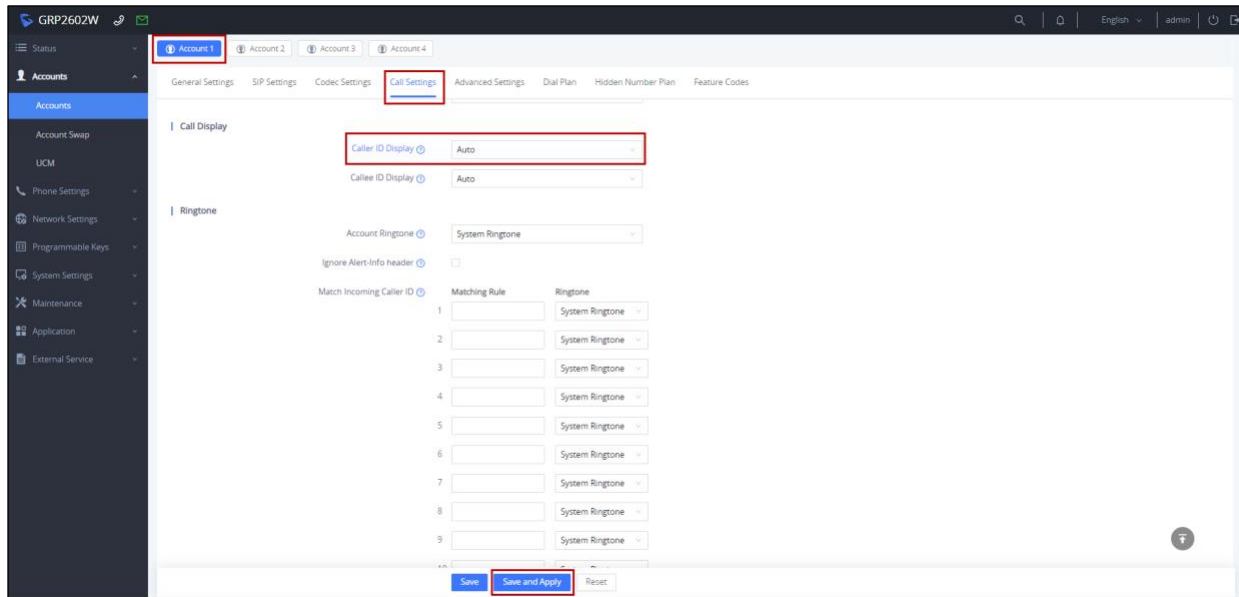 GRP2602W
English admin
Status
Account 1 Account 2 Account 3 Account 4
Accounts
General Settings SIP Settings Codec Settings Call Settings Advanced Settings Dial Plan Hidden Number Plan Feature Codes
Accounts
Account Swap
UCM
Phone Settings
Network Settings
Programmable Keys
System Settings
Maintenance
Application
External Service
Call Display
Caller ID Display Auto
Callee ID Display Auto
Ringtone
Account Ringtone System Ringtone
Ignore Alert-Info header
Match Incoming Caller ID Matching Rule Ringtone
1 System Ringtone
2 System Ringtone
3 System Ringtone
4 System Ringtone
5 System Ringtone
6 System Ringtone
7 System Ringtone
8 System Ringtone
9 System Ringtone
Save Save and Apply Reset